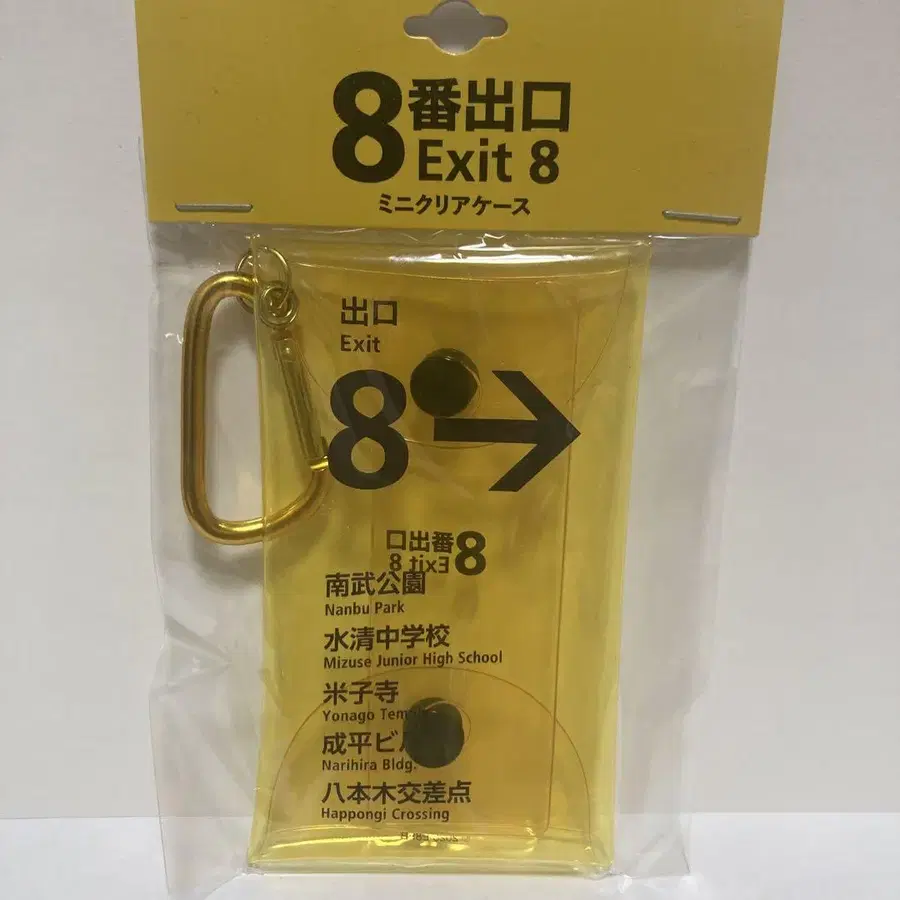 8番出口
Exit 8
ミニクリアケース
出口
Exit
8→
8番出口
Exit 8
南武公園
Nanbu Park
水清中学校
Mizuse Junior High School
米子寺
Yonago
成平
Narihira Bldg.
八本木交差点
Happongi Crossing